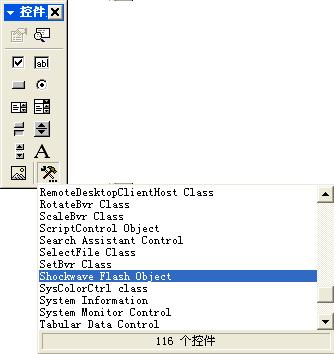 控件
abl
A
RemoteDesktopClientHost Class
RotateBvr Class
ScaleBvr Class
ScriptControl Object
Search Assistant Control
SelectFile Class
SetBvr Class
Shockwave Flash Object
SysColorCtrl class
System Information
System Monitor Control
Tabular Data Control
116 个控件